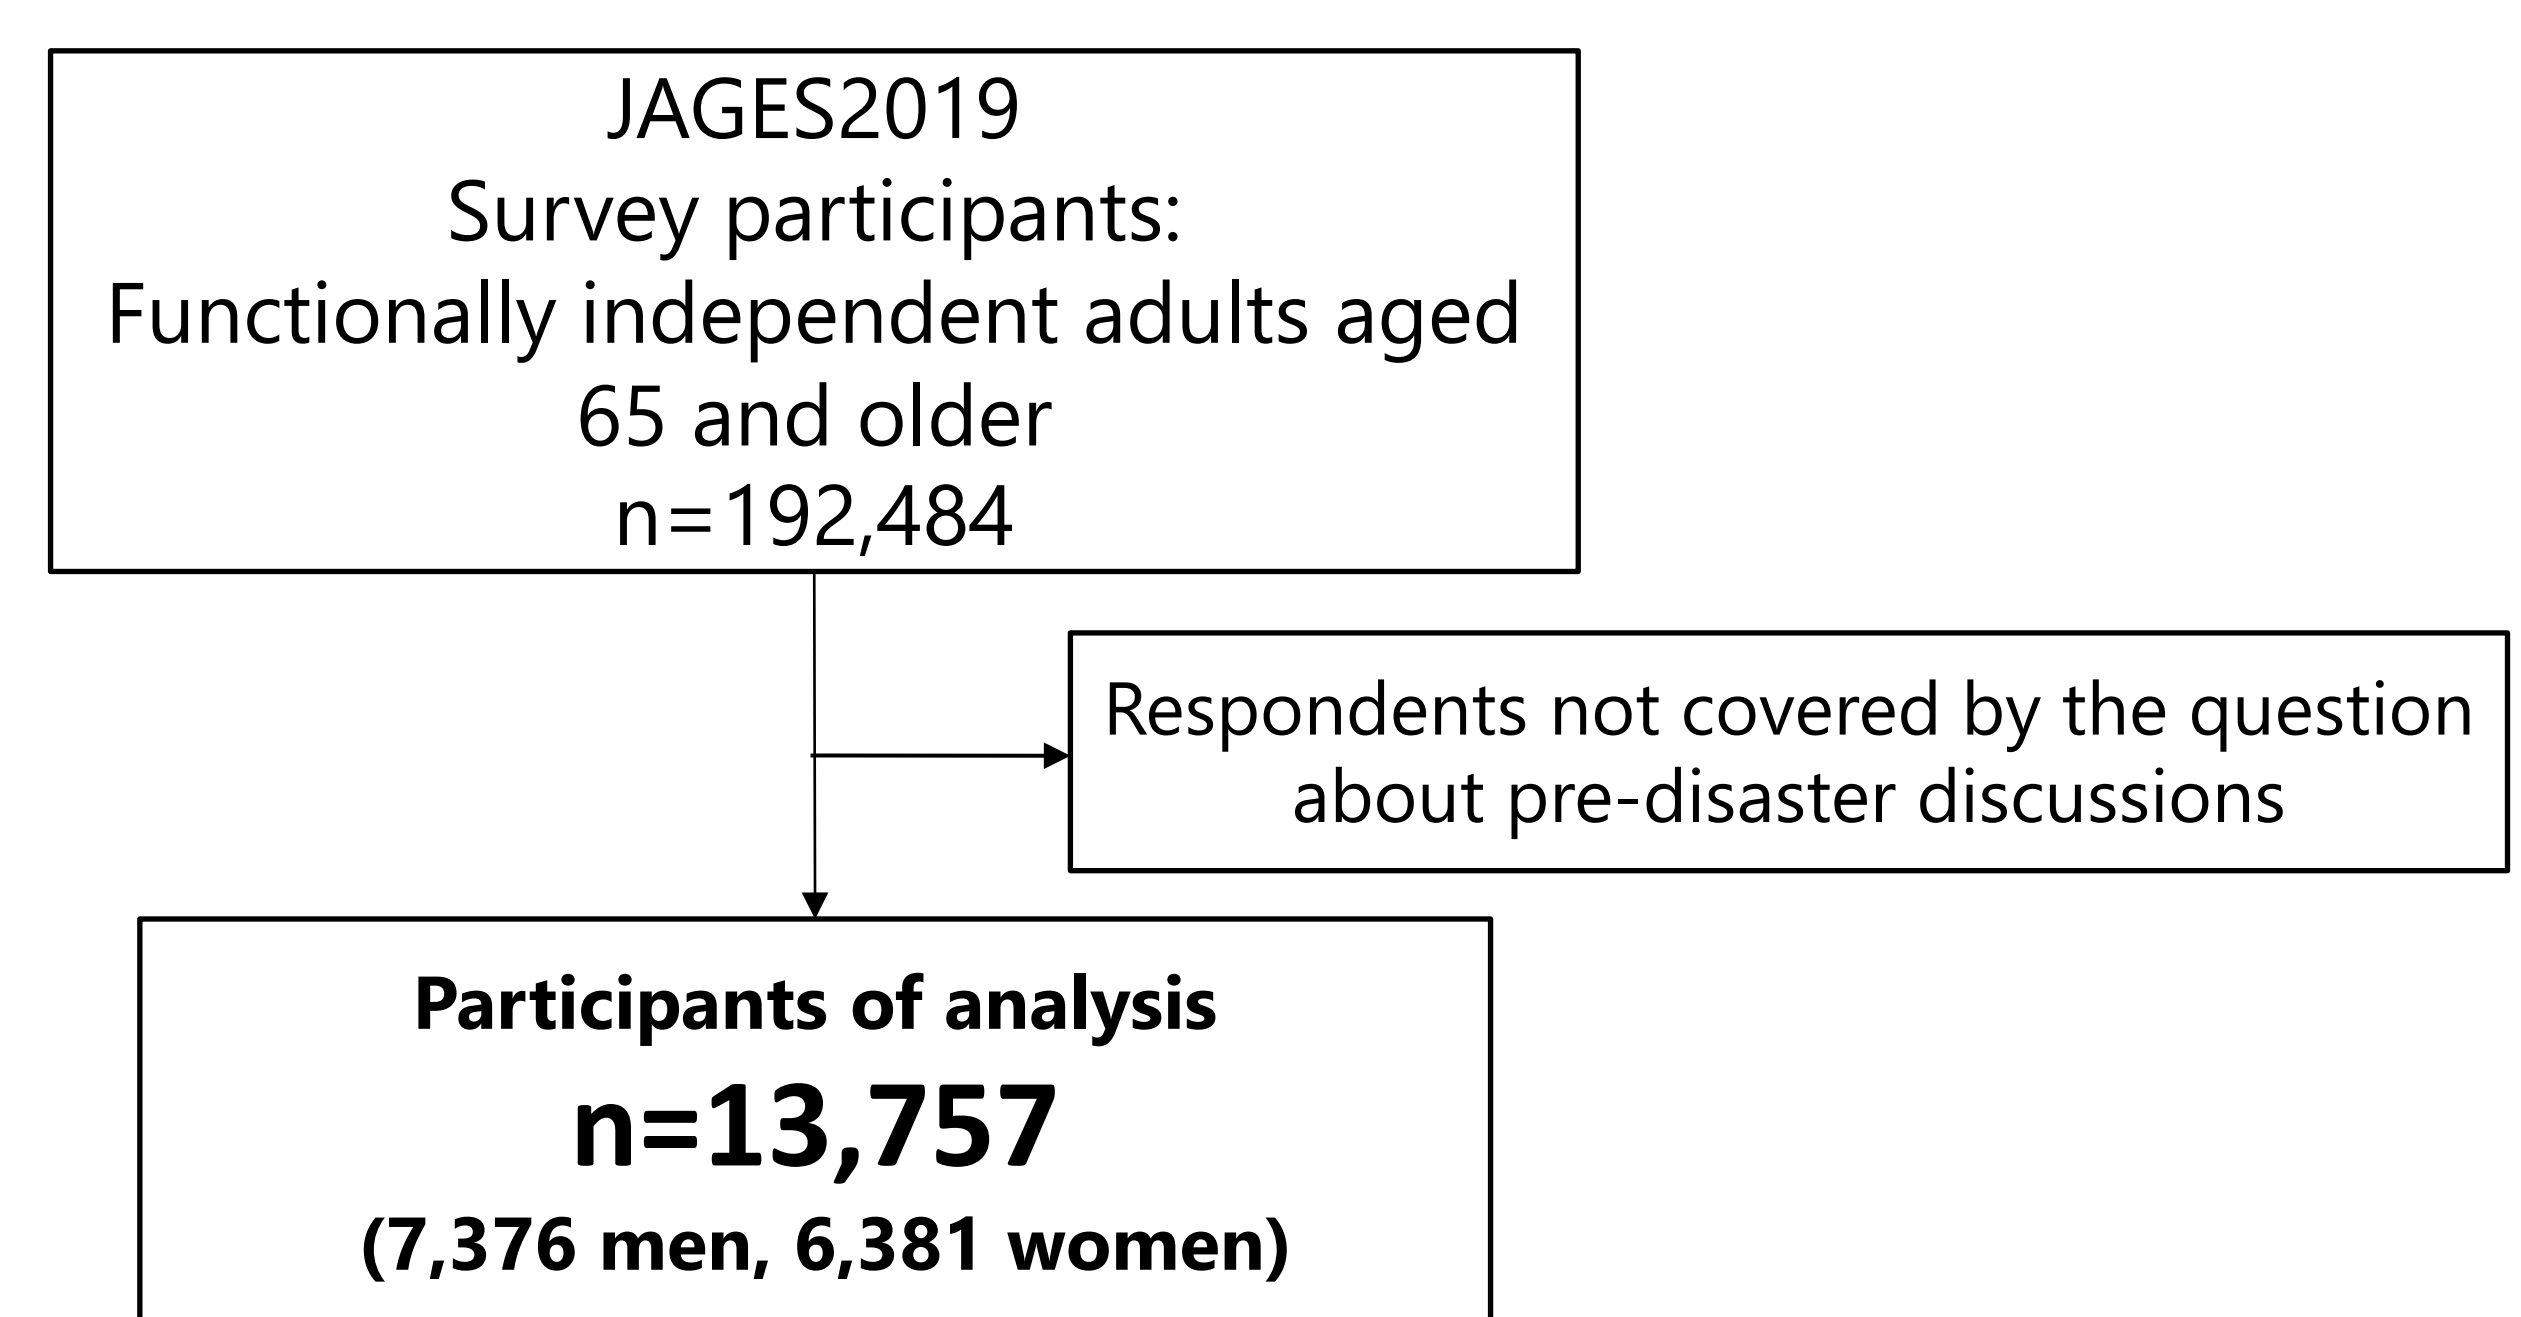 JAGES2019
Survey participants:
Functionally independent adults aged
65 and older
n=192,484
Respondents not covered by the question
about pre-disaster discussions
Participants of analysis
n=13,757
(7,376 men, 6,381 women)